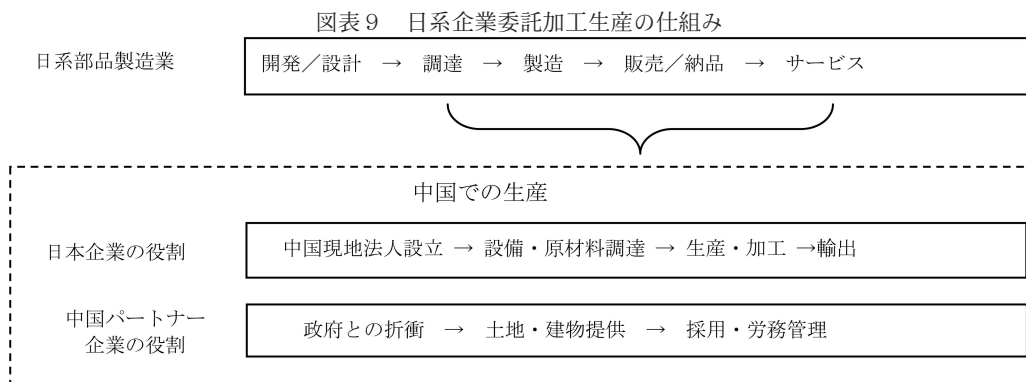 図表９　日系企業委託加工生産の仕組み
日系部品製造業
開発／設計　→　調達　→　製造　→　販売／納品　→　サービス
中国での生産
日本企業の役割
中国現地法人設立 → 設備・原材料調達 → 生産・加工 →輸出
中国パートナー
企業の役割
政府との折衝　→　土地・建物提供　→　採用・労務管理